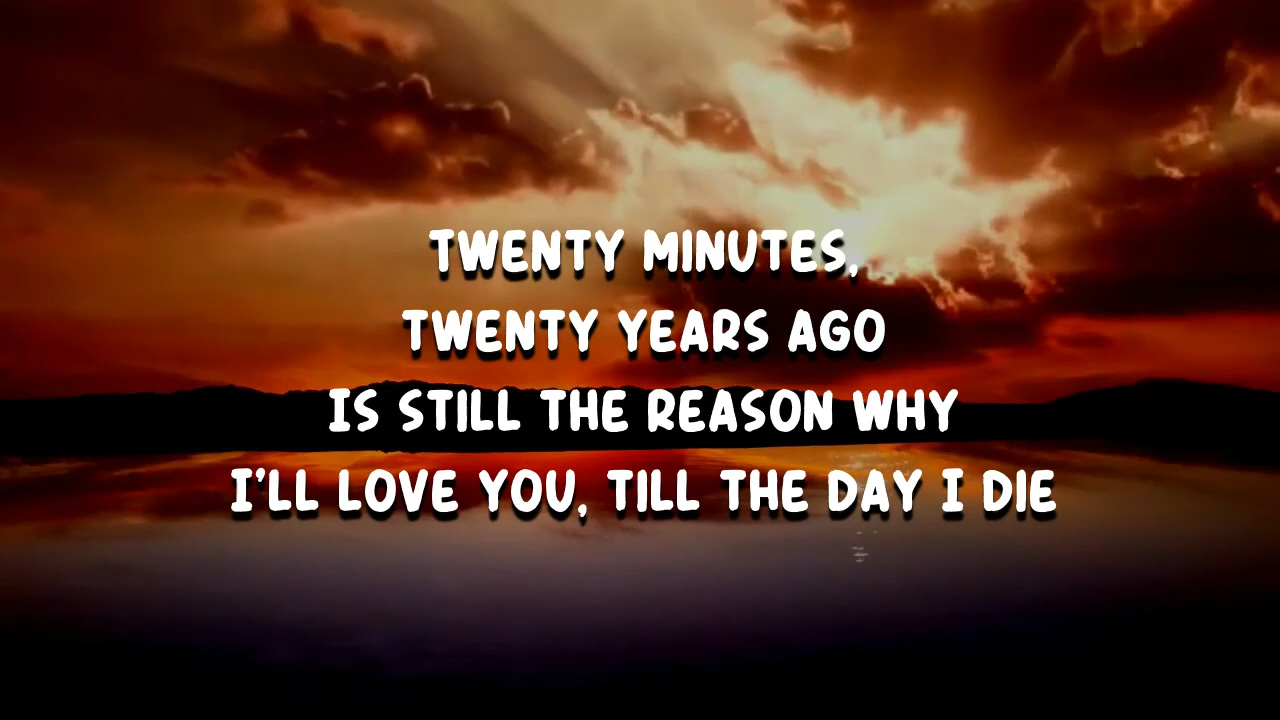 TWENTY MINUTES,
TWENTY YEARS AGO
IS STILL THE REASON WHY
I'LL LOVE YOU, TILL THE DAY I DIE